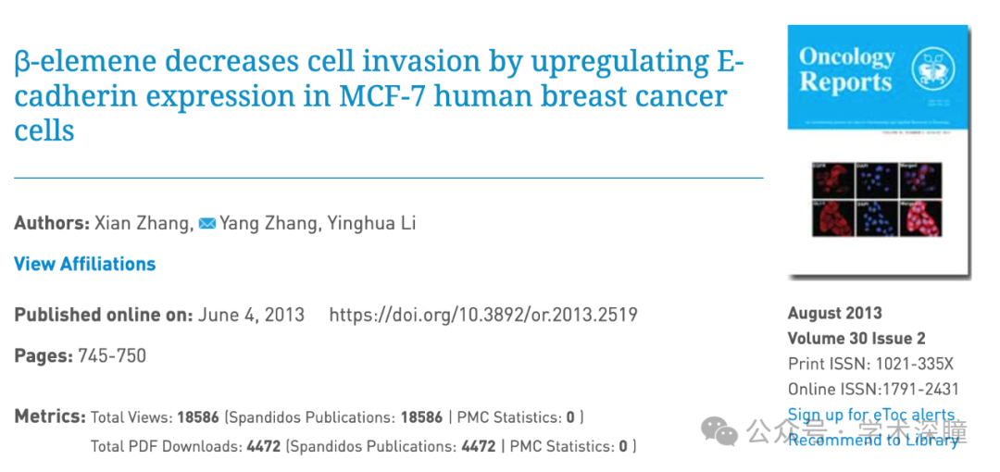 β-elemene decreases cell invasion by upregulating E-
cadherin expression in MCF-7 human breast cancer
cells
Authors: Xian Zhang, Yang Zhang, Yinghua Li
View Affiliations
Published online on: June 4, 2013 https://doi.org/10.3892/or.2013.2519
Pages: 745-750
Metrics: Total Views: 18586 (Spandidos Publications: 18586 | PMC Statistics: 0 )
Total PDF Downloads: 4472 (Spandidos Publications: 4472 | PMC Statistics: 0 )
Oncology
Reports
DAPI
Merged
August 2013
Volume 30 Issue 2
Print ISSN: 1021-335X
Online ISSN:1791-2431
Sign up for eToc alerts
Recommend to Library
公众号 · 学术深瞳